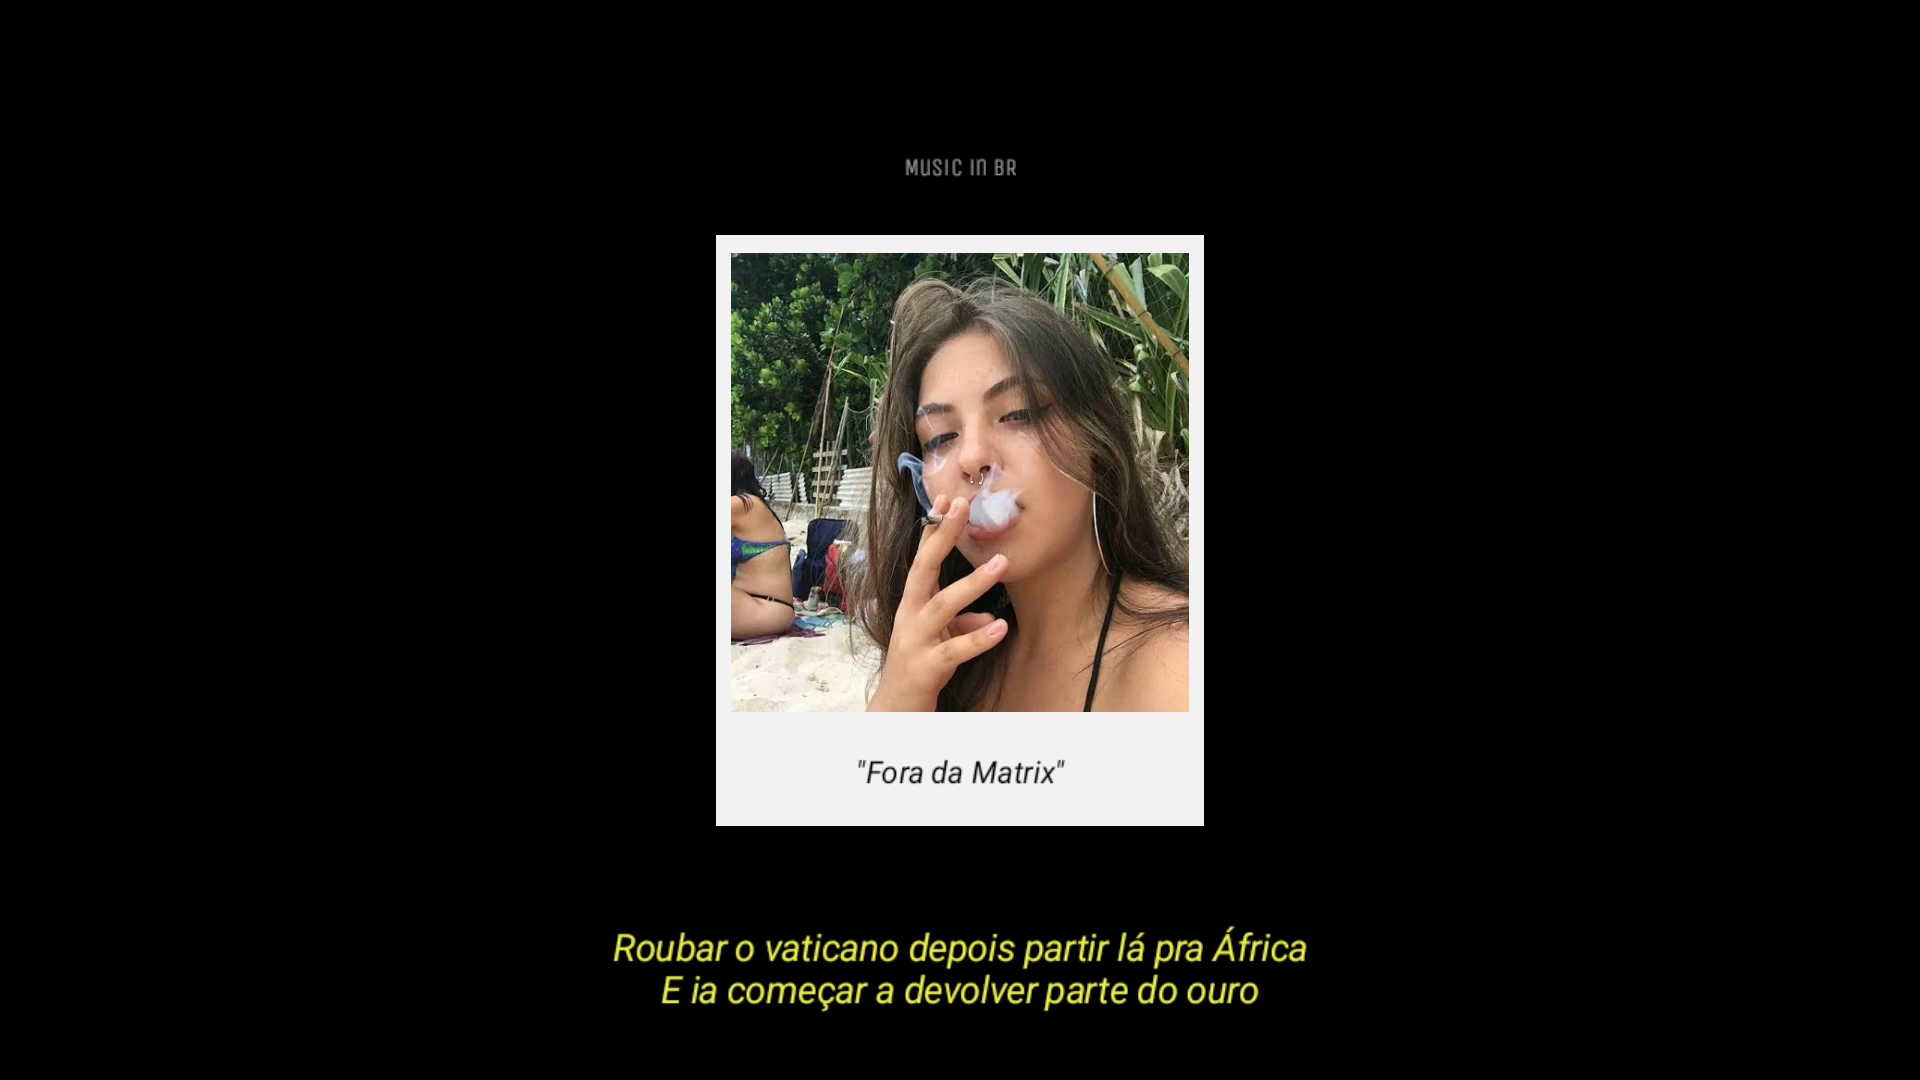 MUSIC IN BR
"Fora da Matrix"
Roubar o vaticano depois partir lá pra África
E ia começar a devolver parte do ouro